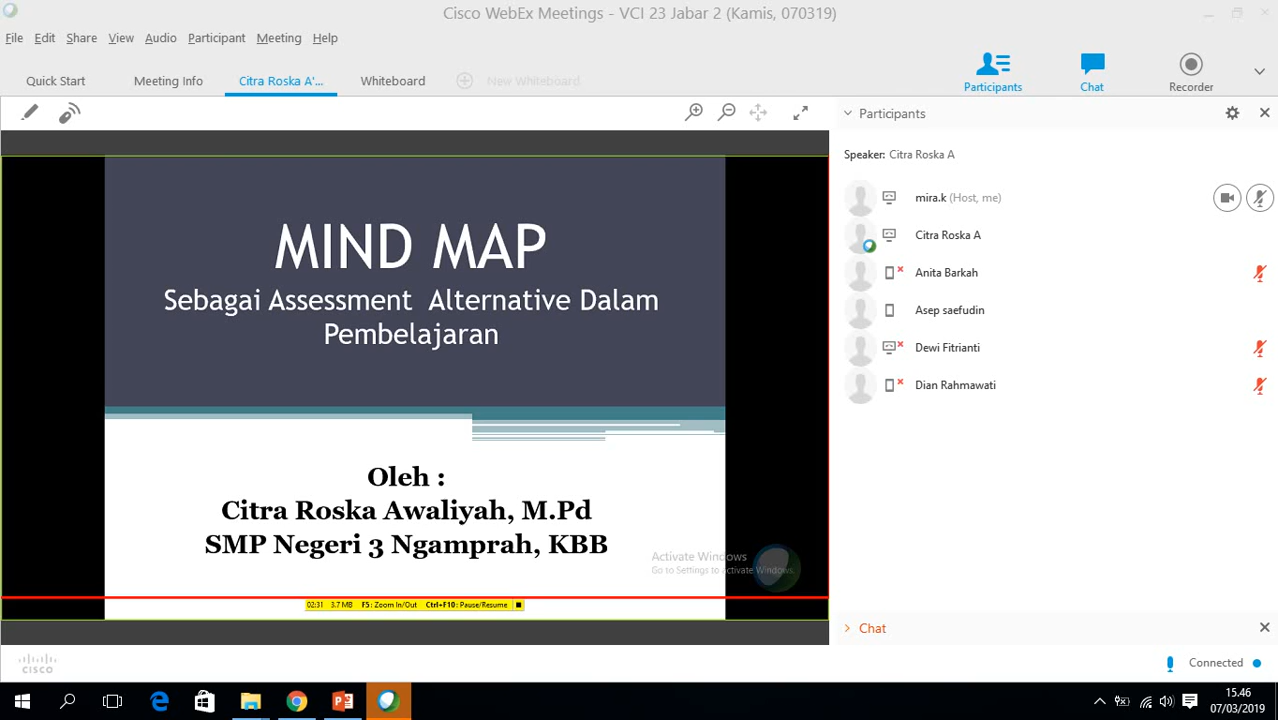 Cisco WebEx Meetings - VCI 23 Jabar 2 (Kamis, 070319)
File Edit Share View Audio Participant Meeting Help
Quick Start Meeting Info Citra Roska A'... Whiteboard New Whiteboard
Participants Chat Recorder
Participants
Speaker: Citra Roska A
mira.k (Host, me)
Citra Roska A
Anita Barkah
Asep saefudin
Dewi Fitrianti
Dian Rahmawati
MIND MAP
Sebagai Assessment Alternative Dalam
Pembelajaran
Oleh :
Citra Roska Awaliyah, M.Pd
SMP Negeri 3 Ngamprah, KBB
Activate Windows
Go to Settings to activate Windows.
02:31 3.7 MB F5: Zoom In/Out Ctrl+F10: Pause/Resume
Chat
CISCO
Connected
15.46
07/03/2019